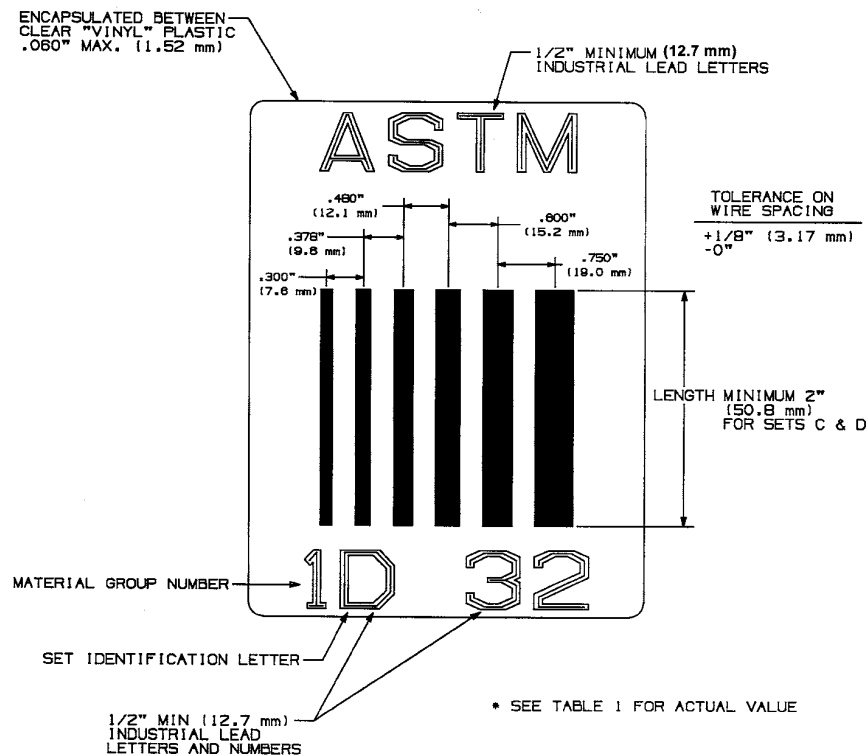 ENCAPSULATED BETWEEN
CLEAR "VINYL" PLASTIC
.060" MAX. (1.52 mm)
1/2" MINIMUM (12.7 mm)
INDUSTRIAL LEAD LETTERS
ASTM
.480"
(12.1 mm)
.600"
(15.2 mm)
TOLERANCE ON
WIRE SPACING
+1/8" (3.17 mm)
-0"
.378"
(9.6 mm)
.750"
(19.0 mm)
.300"
(7.6 mm)
LENGTH MINIMUM 2"
(50.8 mm)
FOR SETS C & D
1D 32
MATERIAL GROUP NUMBER
SET IDENTIFICATION LETTER
1/2" MIN (12.7 mm)
INDUSTRIAL LEAD
LETTERS AND NUMBERS
* SEE TABLE 1 FOR ACTUAL VALUE